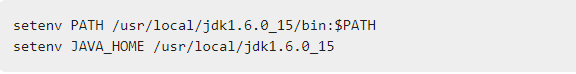 setenv PATH /usr/local/jdk1.6.0_15/bin:$PATH
setenv JAVA_HOME /usr/local/jdk1.6.0_15